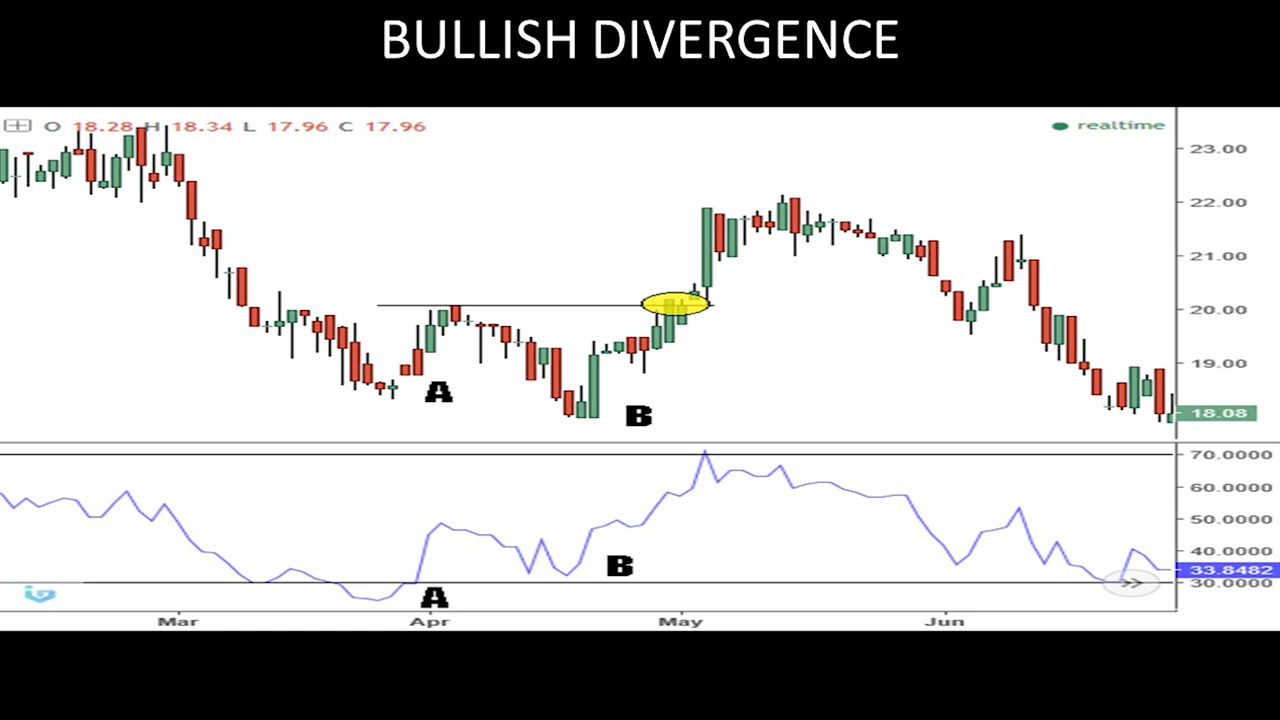 BULLISH DIVERGENCE
O 18.28 H 18.34 L 17.96 C 17.96
realtime
23.00
22.00
21.00
20.00
19.00
A
B
18.08
70.0000
60.0000
50.0000
40.0000
B
33.8482
30.0000
A
Mar Apr May Jun